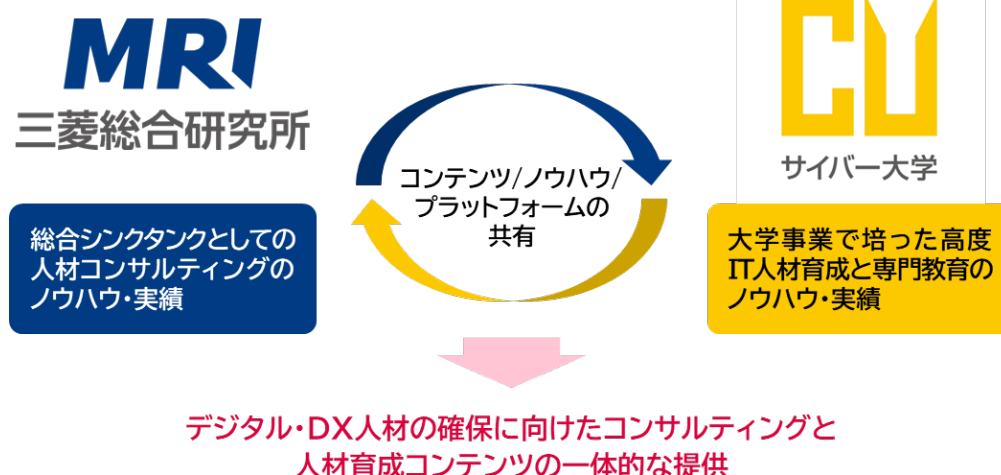 MRI
三菱総合研究所
総合シンクタンクとしての
人材コンサルティングの
ノウハウ・実績
コンテンツ/ノウハウ/
プラットフォームの
共有
CU
サイバー大学
大学事業で培った高度
IT人材育成と専門教育の
ノウハウ・実績
デジタル・DX人材の確保に向けたコンサルティングと
人材育成コンテンツの一体的な提供